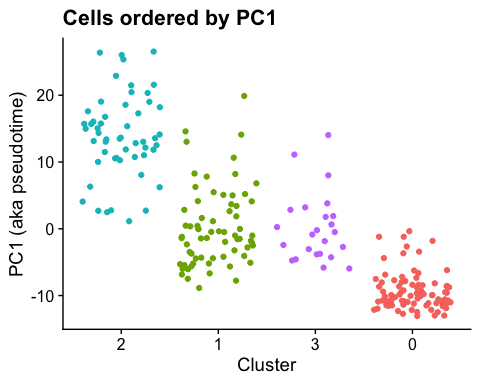 Cells ordered by PC1
PC1 (aka pseudotime)
20
10
0
-10
2 1 3 0
Cluster